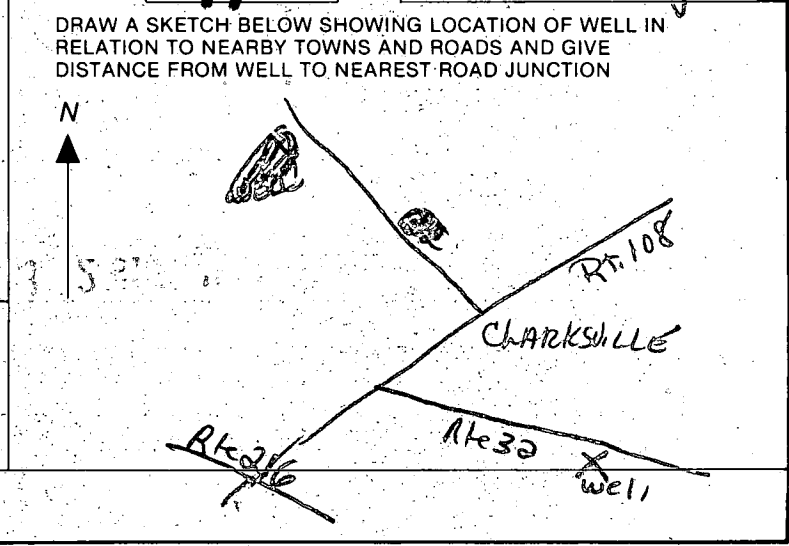 DRAW A SKETCH BELOW SHOWING LOCATION OF WELL IN
RELATION TO NEARBY TOWNS AND ROADS AND GIVE
DISTANCE FROM WELL TO NEAREST ROAD JUNCTION
N
Rt. 108
CLARKSVILLE
Rte 216
Rte 32
well